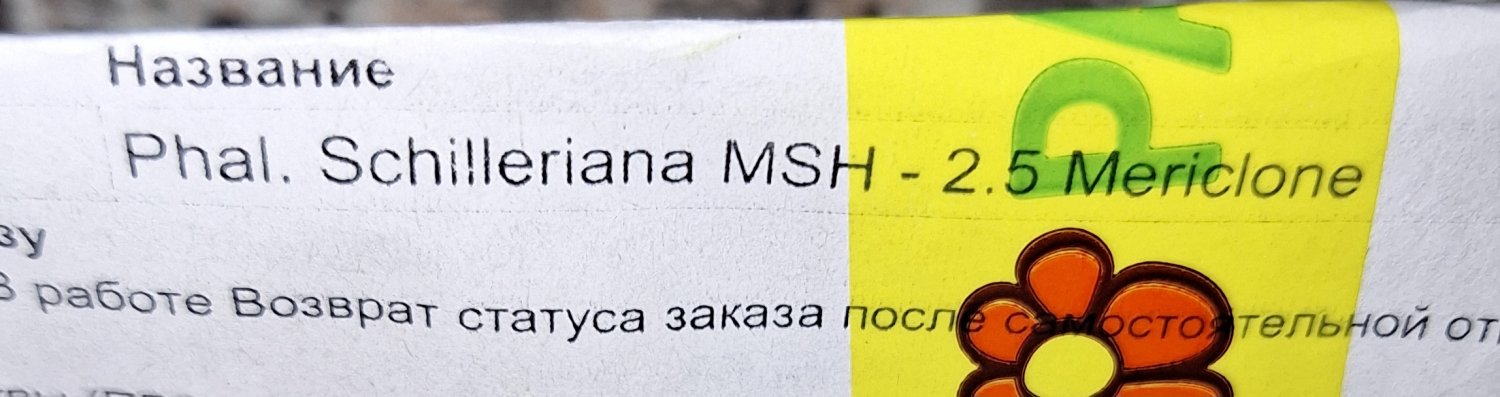 Название
Phal. Schilleriana MSH - 2.5 Mericlone
зу
В работе Возврат статуса заказа после самостоятельной от